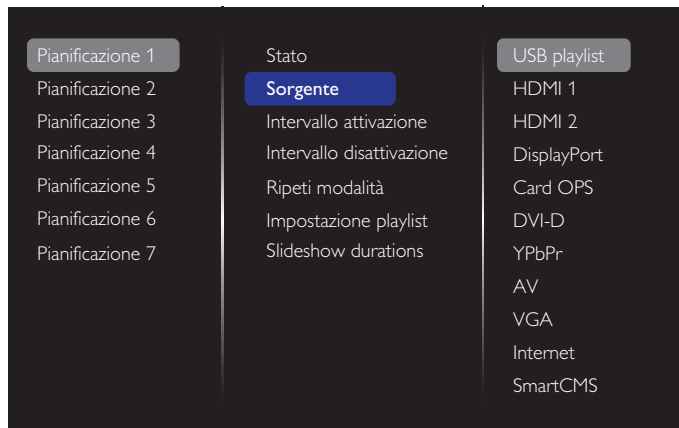 Pianificazione 1
Pianificazione 2
Pianificazione 3
Pianificazione 4
Pianificazione 5
Pianificazione 6
Pianificazione 7
Stato
Sorgente
Intervallo attivazione
Intervallo disattivazione
Ripeti modalità
Impostazione playlist
Slideshow durations
USB playlist
HDMI 1
HDMI 2
DisplayPort
Card OPS
DVI-D
YPbPr
AV
VGA
Internet
SmartCMS